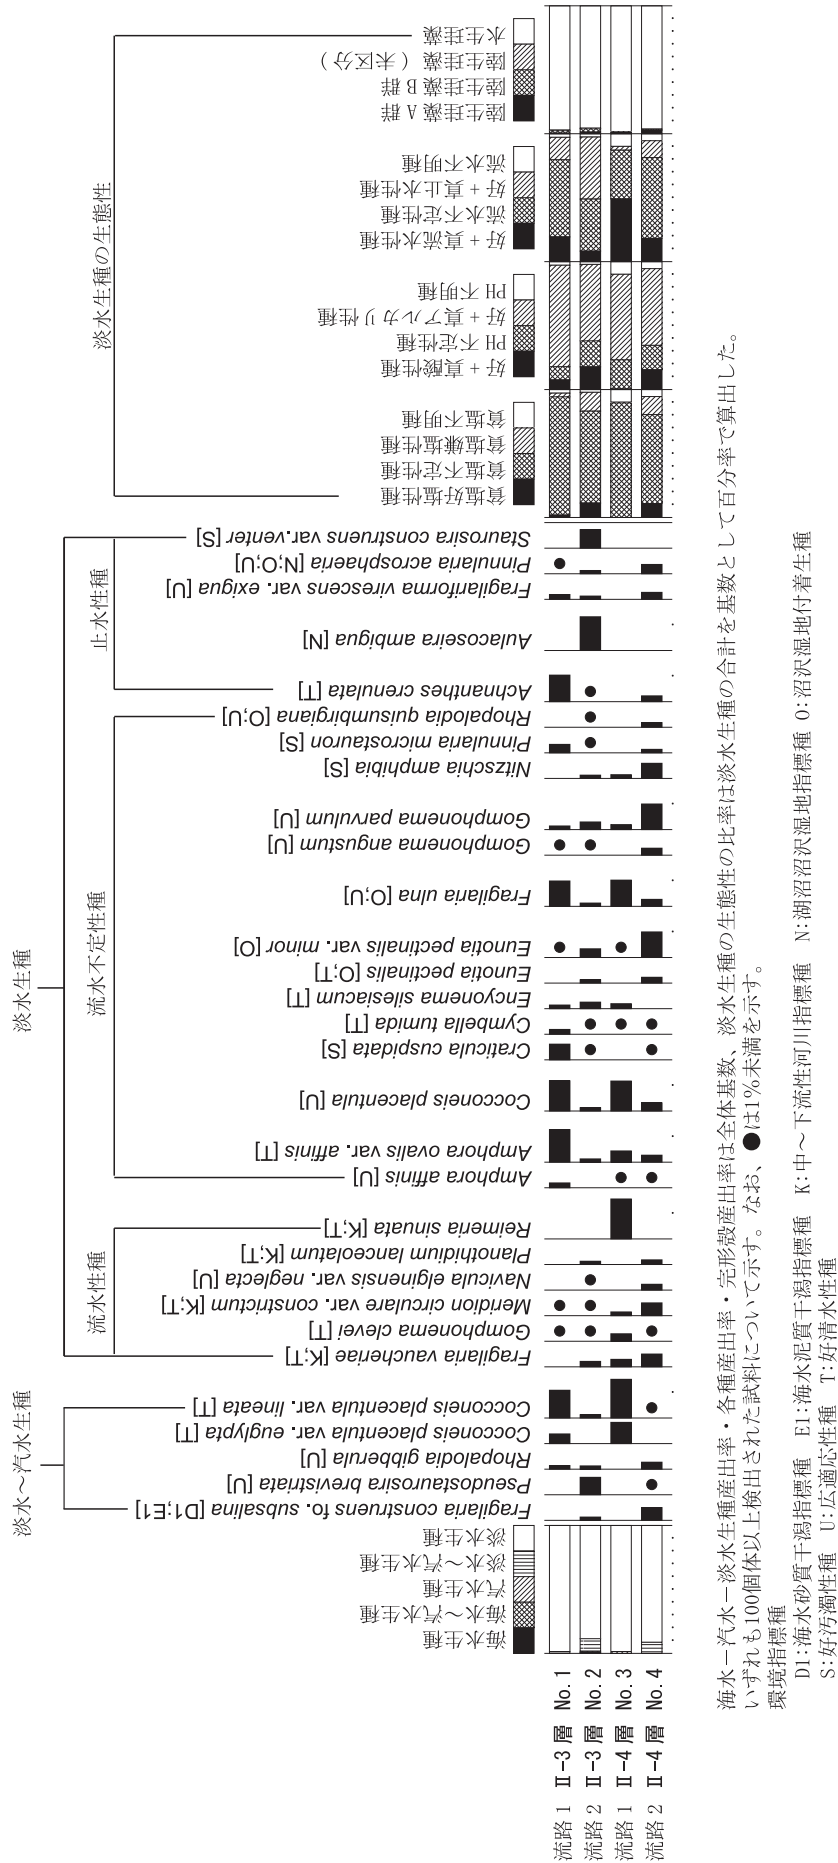 淡水～汽水生種
淡水生種
流水性種
流水不定性種
止水性種
淡水生種の生態性
海水生種
海水～汽水生種
汽水生種
淡水～汽水生種
淡水生種
Fragilaria construens fo. subsalina [D1;E1]
Pseudostaurosira brevistriata [U]
Rhopalodia gibberula [U]
Cocconeis placentula var. euglypta [T]
Cocconeis placentula var. lineata [T]
Fragilaria vaucheriae [K;T]
Gomphonema clevei [T]
Meridion circulare var. constrictum [K;T]
Navicula elginensis var. neglecta [U]
Planothidium lanceolatum [K;T]
Reimeria sinuata [K;T]
Amphora affinis [U]
Amphora ovalis var. affinis [T]
Cocconeis placentula [U]
Craticula cuspidata [S]
Cymbella tumida [T]
Encyonema silesiacum [T]
Eunotia pectinalis [O;T]
Eunotia pectinalis var. minor [O]
Fragilaria ulna [O;U]
Gomphonema angustum [U]
Gomphonema parvulum [U]
Nitzschia amphibia [S]
Pinnularia microstauron [S]
Rhopalodia quisumbirgiana [O;U]
Achnanthes crenulata [T]
Aulacoseira ambigua [N]
Fragilariforma virescens var. exigua [U]
Pinnularia acrosphaeria [N;O;U]
Staurosira construens var.venter [S]
貧塩好塩性種
貧塩不定性種
貧塩嫌塩性種
貧塩不明種
好+真酸性種
PH不定性種
好+真アルカリ性種
PH不明種
好+真流水性種
流水不定性種
好+真止水性種
流水不明種
陸生珪藻 A 群
陸生珪藻 B 群
陸生珪藻（未区分）
水生珪藻
流路 1 Ⅱ-3 層 No. 1
流路 2 Ⅱ-3 層 No. 2
流路 1 Ⅱ-4 層 No. 3
流路 2 Ⅱ-4 層 No. 4
海水－汽水－淡水生種産出率・各種産出率・完形殻産出率は全体基数、淡水生種の生態性の比率は淡水生種の合計を基数として百分率で算出した。
いずれも100個体以上検出された試料について示す。なお、●は1%未満を示す。
環境指標種
D1:海水砂質干潟指標種 E1:海水泥質干潟指標種 K:中～下流性河川指標種 N:湖沼沼沢湿地指標種 O:沼沢湿地付着生種
S:好汚濁性種 U:広適応性種 T:好清水性種